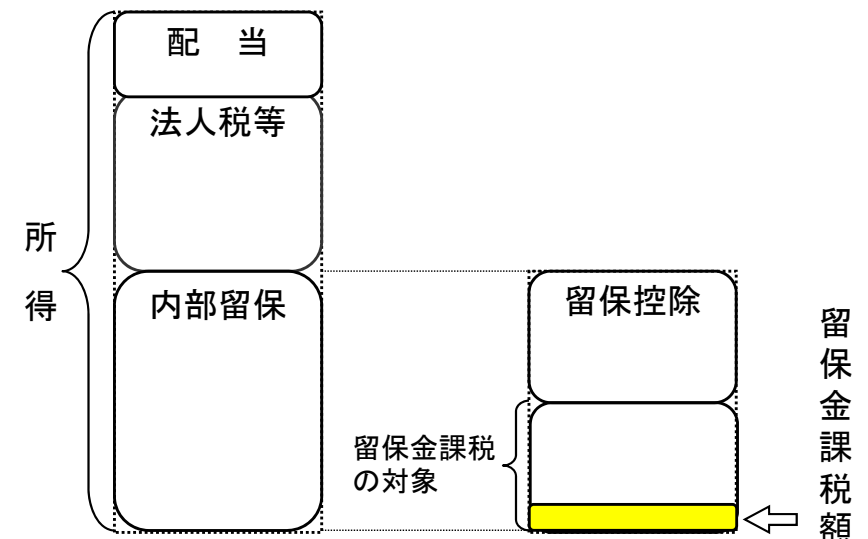 配　当
法人税等
所得
内部留保
留保控除
留保金課税
の対象
留保金課税額